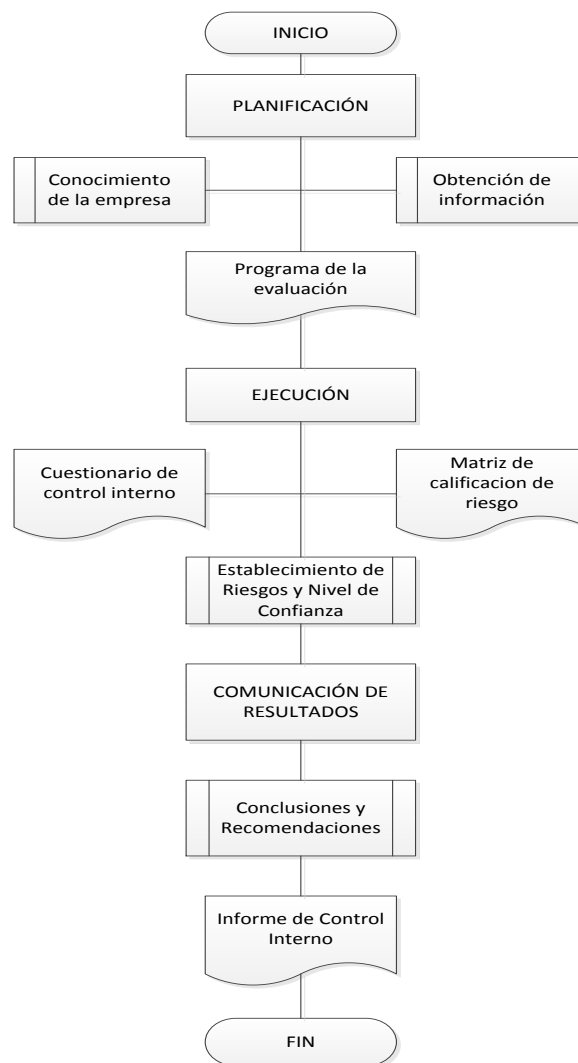 INICIO
PLANIFICACIÓN
Conocimiento
de la empresa
Obtención de
información
Programa de la
evaluación
EJECUCIÓN
Cuestionario de
control interno
Matriz de
calificacion de
riesgo
Establecimiento de
Riesgos y Nivel de
Confianza
COMUNICACIÓN DE
RESULTADOS
Conclusiones y
Recomendaciones
Informe de Control
Interno
FIN